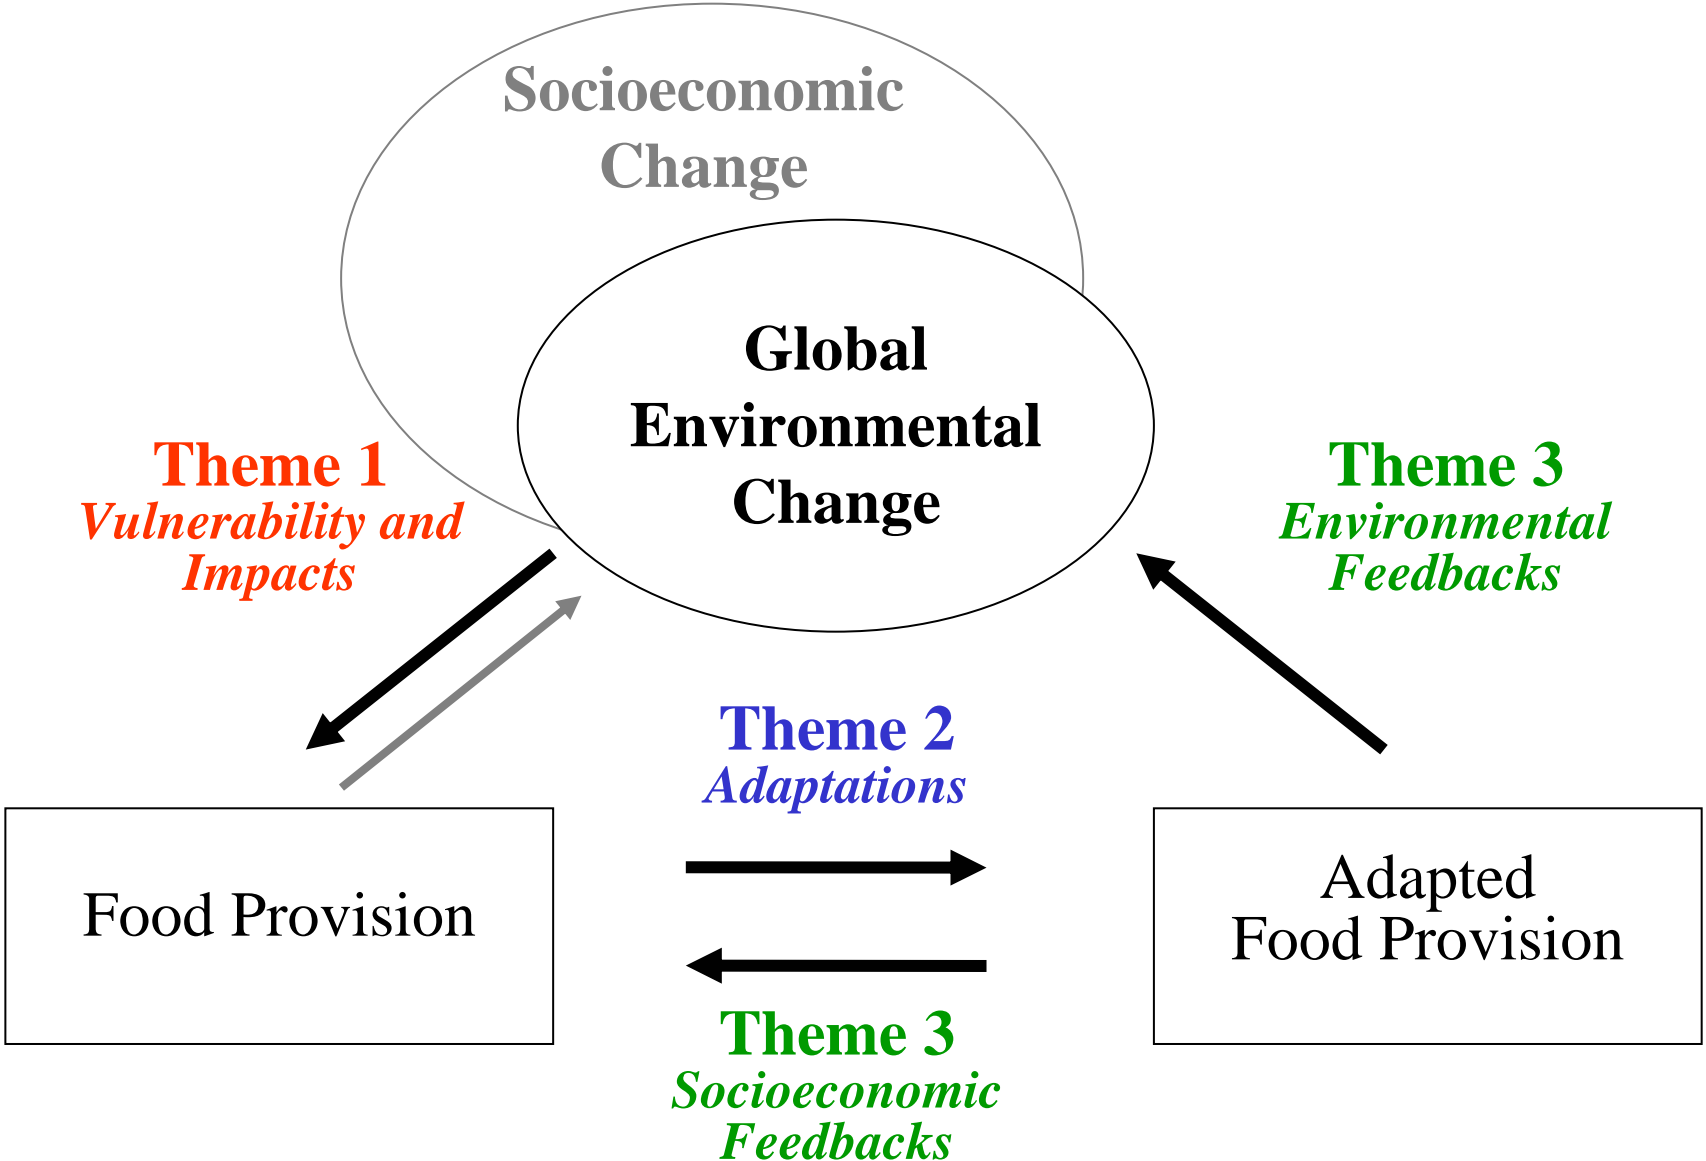 Socioeconomic
Change
Global
Environmental
Change
Theme 1
Vulnerability and
Impacts
Theme 3
Environmental
Feedbacks
Theme 2
Adaptations
Food Provision
Adapted
Food Provision
Theme 3
Socioeconomic
Feedbacks